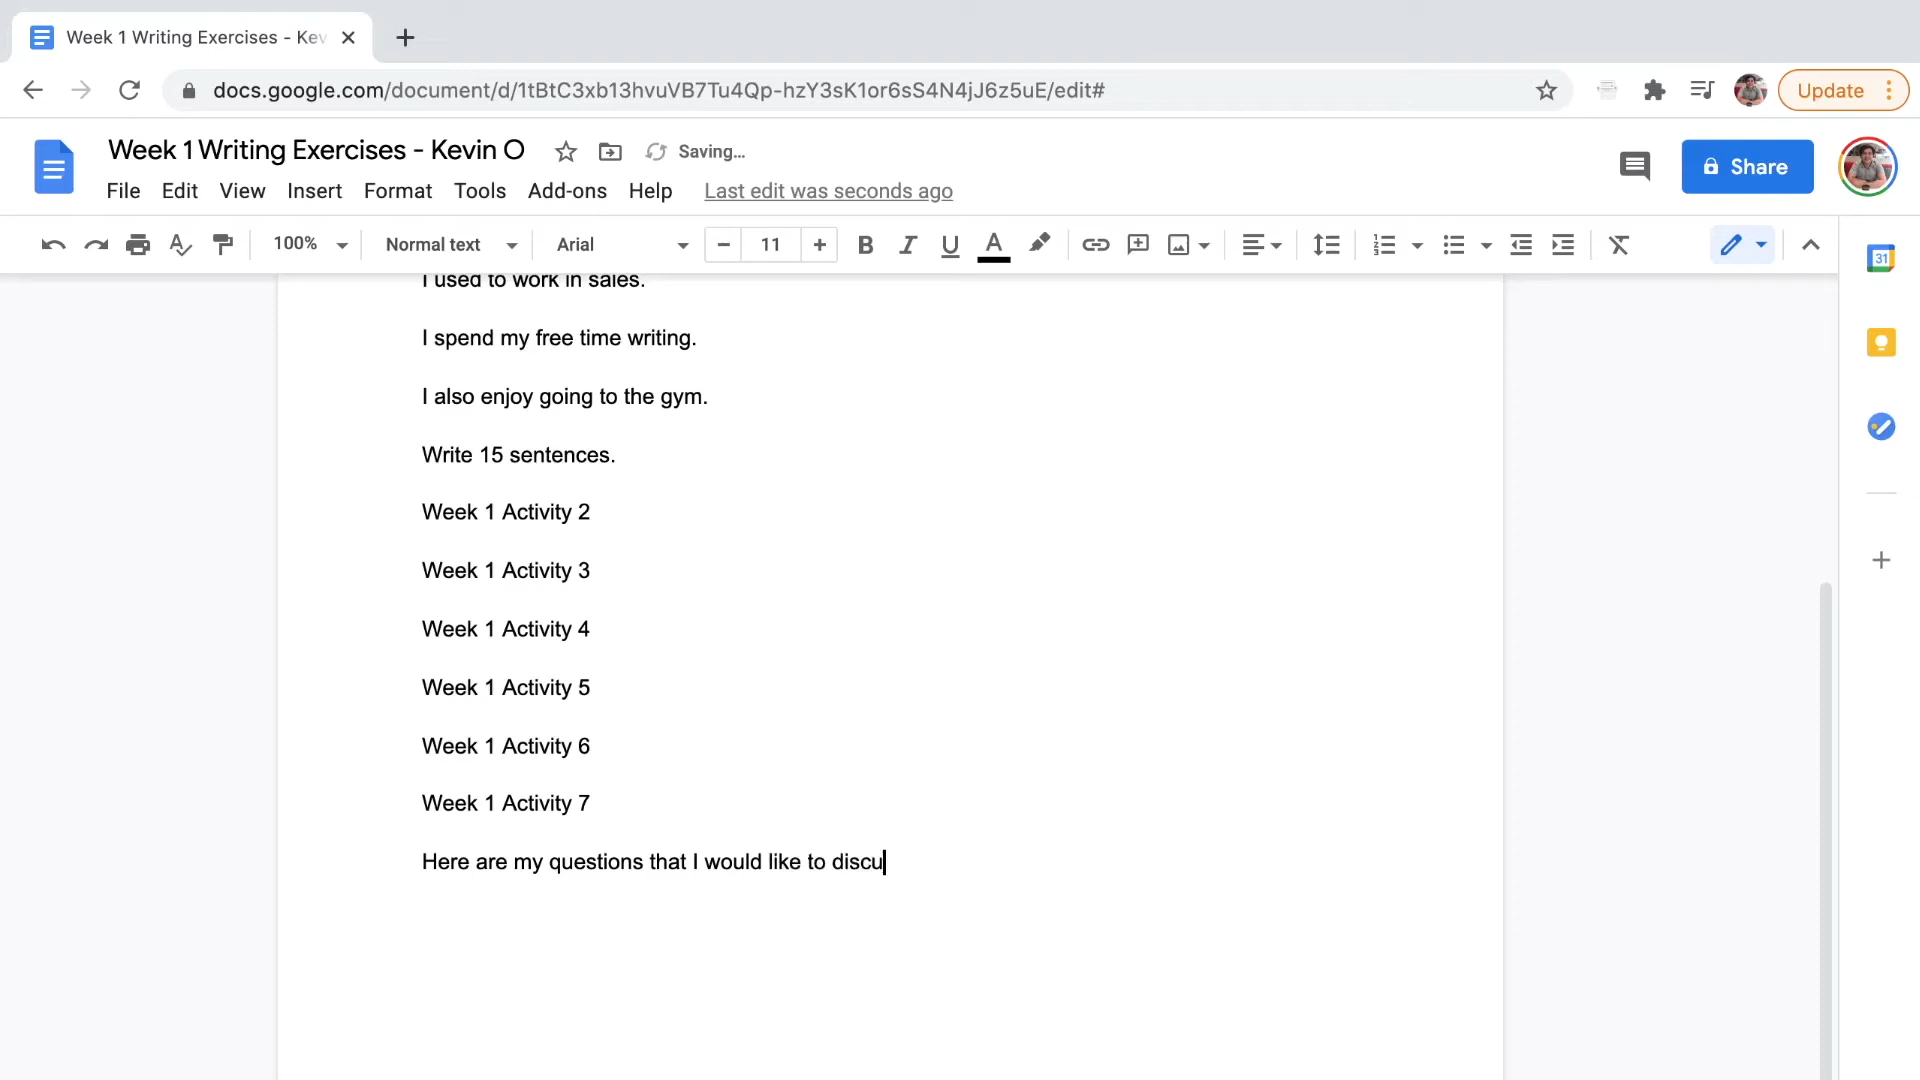 Week 1 Writing Exercises - Kev
docs.google.com/document/d/1tBtC3xb13hvuVB7Tu4Qp-hzY3sK1or6sS4N4jJ6z5uE/edit#
Update
Week 1 Writing Exercises - Kevin O
Saving...
Share
File Edit View Insert Format Tools Add-ons Help Last edit was seconds ago
100% Normal text Arial 11
31
I used to work in sales.
I spend my free time writing.
I also enjoy going to the gym.
Write 15 sentences.
Week 1 Activity 2
Week 1 Activity 3
Week 1 Activity 4
Week 1 Activity 5
Week 1 Activity 6
Week 1 Activity 7
Here are my questions that I would like to discu